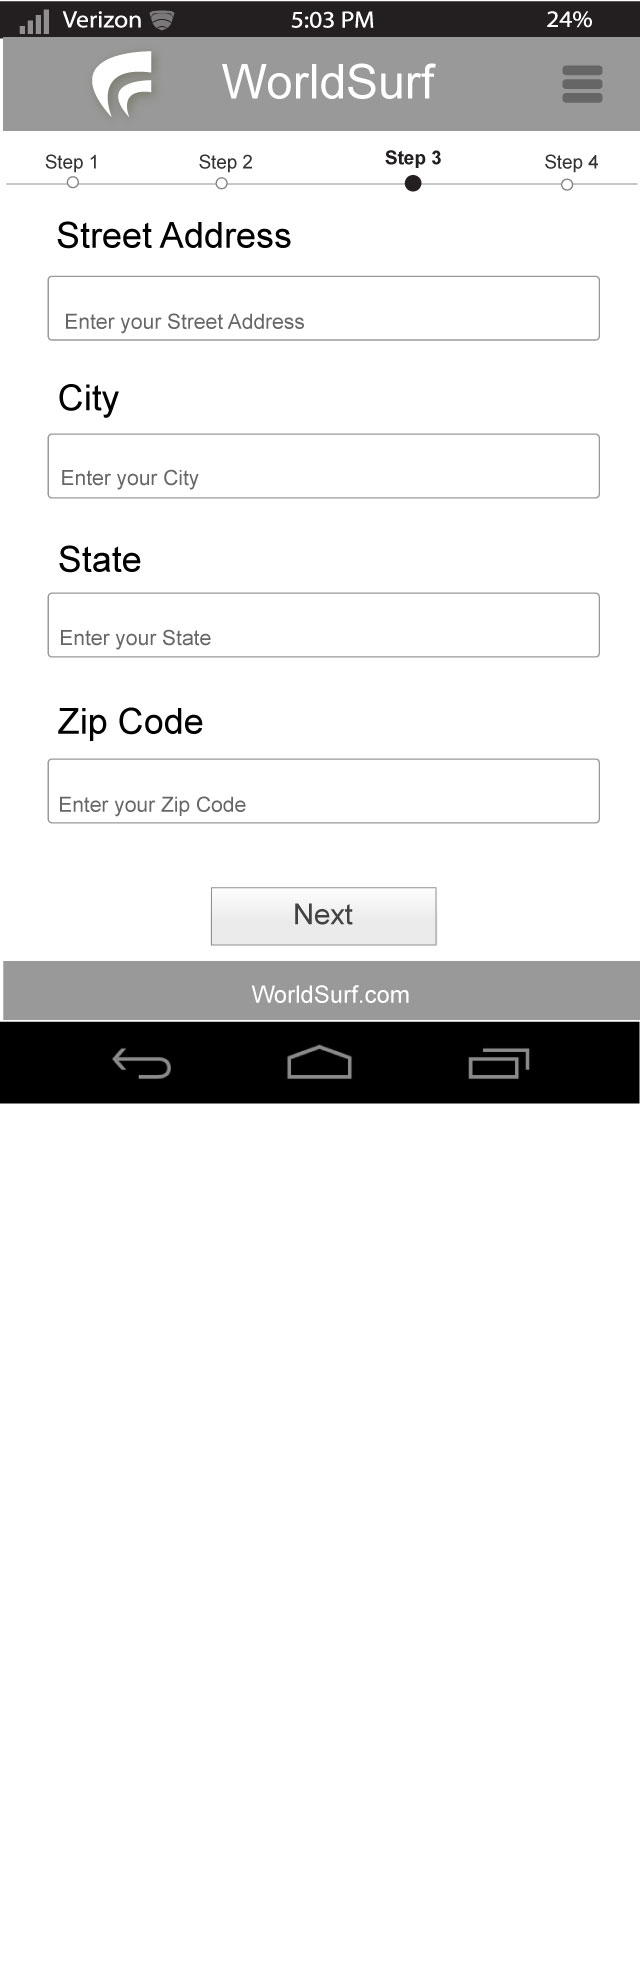 Verizon 5:03 PM 24%
WorldSurf
Step 1 Step 2 Step 3 Step 4
Street Address
Enter your Street Address
City
Enter your City
State
Enter your State
Zip Code
Enter your Zip Code
Next
WorldSurf.com